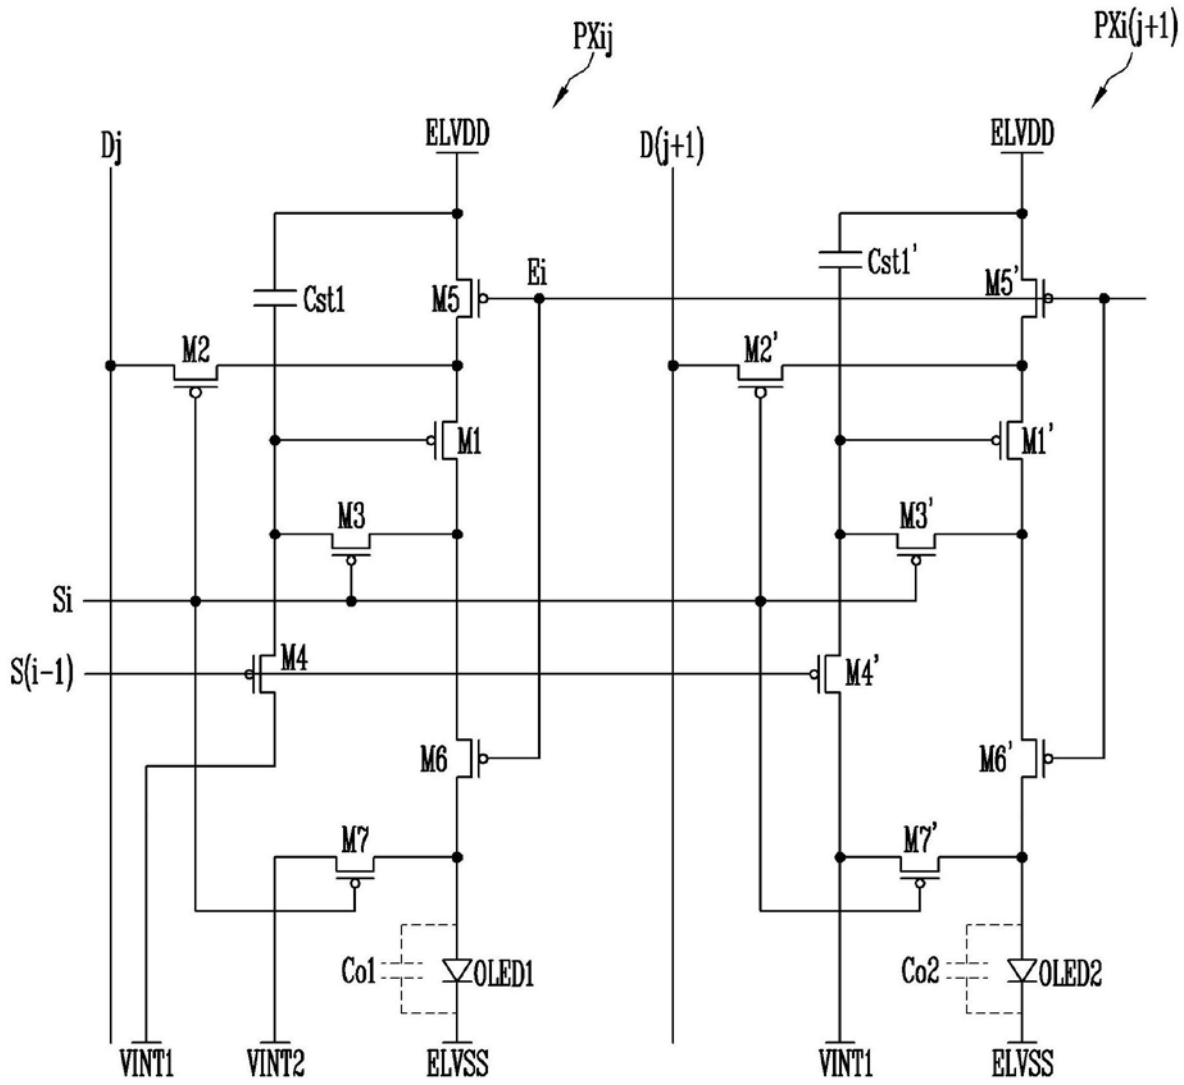 PXij
PXi(j+1)
Dj
ELVDD
D(j+1)
ELVDD
Cst1
M5
Ei
Cst1'
M5'
M2
M2'
M1
M1'
M3
M3'
Si
S(i-1)
M4
M4'
M6
M6'
M7
M7'
Co1
OLED1
Co2
OLED2
VINT1
VINT2
ELVSS
VINT1
ELVSS